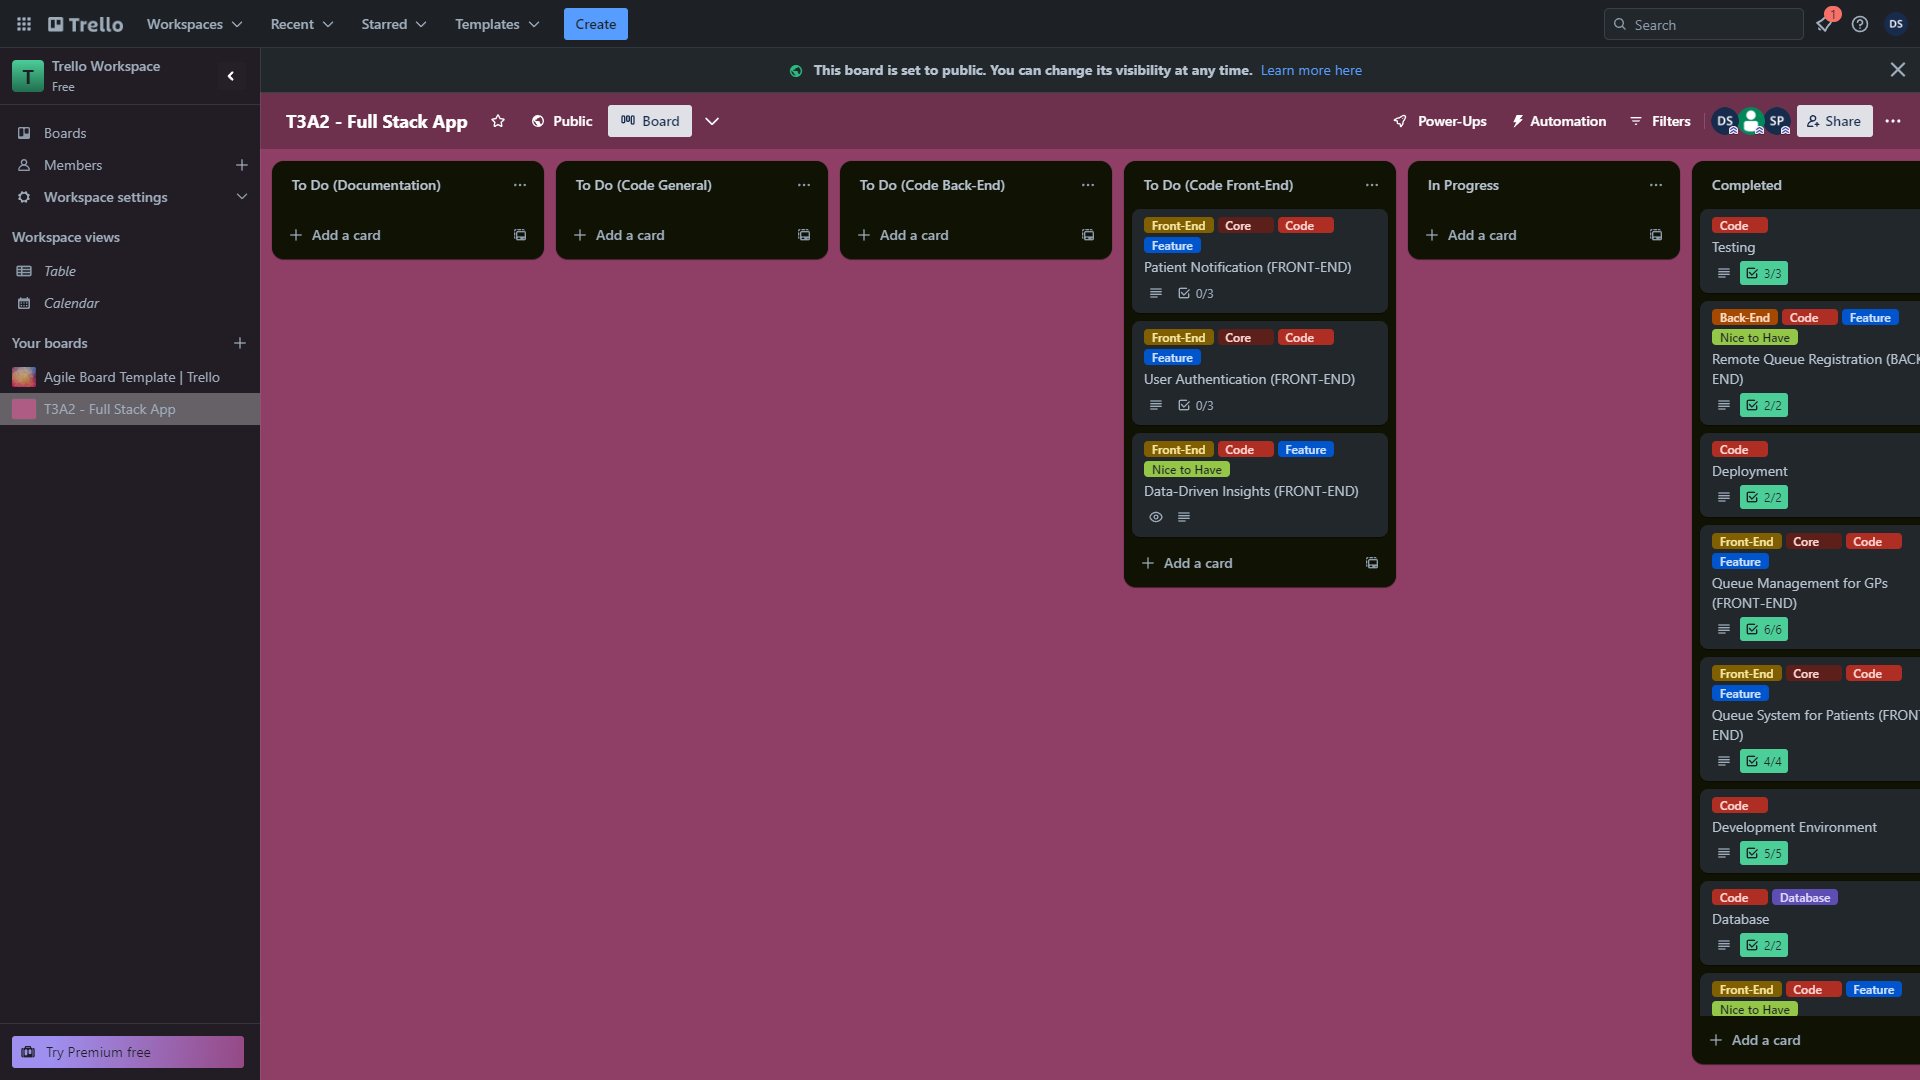 Trello
Workspaces
Recent
Starred
Templates
Create
Search
1
DS
T
Trello Workspace
Free
This board is set to public. You can change its visibility at any time. Learn more here
Boards
Members
Workspace settings
Workspace views
Table
Calendar
Your boards
Agile Board Template | Trello
T3A2 - Full Stack App
Try Premium free
T3A2 - Full Stack App
Public
Board
Power-Ups
Automation
Filters
DS
SP
Share
To Do (Documentation)
Add a card
To Do (Code General)
Add a card
To Do (Code Back-End)
Add a card
To Do (Code Front-End)
Front-End Core Code
Feature
Patient Notification (FRONT-END)
0/3
Front-End Core Code
Feature
User Authentication (FRONT-END)
0/3
Front-End Code Feature
Nice to Have
Data-Driven Insights (FRONT-END)
Add a card
In Progress
Add a card
Completed
Code
Testing
3/3
Back-End Code Feature
Nice to Have
Remote Queue Registration (BACK
END)
2/2
Code
Deployment
2/2
Front-End Core Code
Feature
Queue Management for GPs
(FRONT-END)
6/6
Front-End Core Code
Feature
Queue System for Patients (FRON
END)
4/4
Code
Development Environment
5/5
Code Database
Database
2/2
Front-End Code Feature
Nice to Have
Add a card